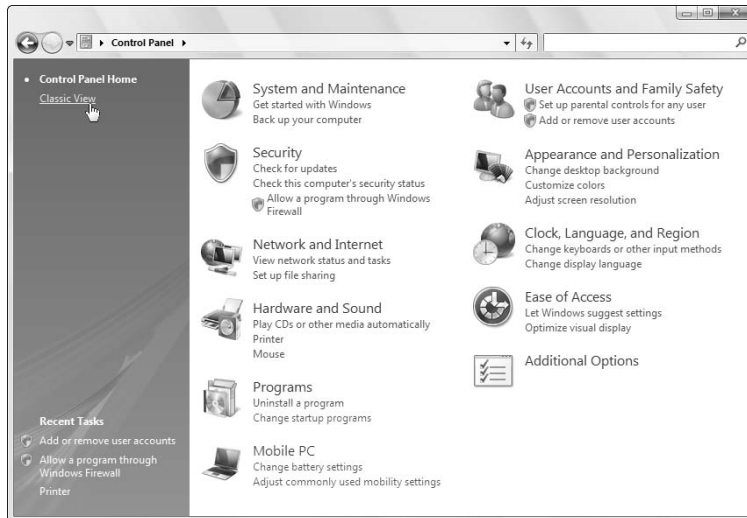 Control Panel
Control Panel Home
Classic View
Recent Tasks
Add or remove user accounts
Allow a program through
Windows Firewall
Printer
System and Maintenance
Get started with Windows
Back up your computer
Security
Check for updates
Check this computer's security status
Allow a program through Windows
Firewall
Network and Internet
View network status and tasks
Set up file sharing
Hardware and Sound
Play CDs or other media automatically
Printer
Mouse
Programs
Uninstall a program
Change startup programs
Mobile PC
Change battery settings
Adjust commonly used mobility settings
User Accounts and Family Safety
Set up parental controls for any user
Add or remove user accounts
Appearance and Personalization
Change desktop background
Customize colors
Adjust screen resolution
Clock, Language, and Region
Change keyboards or other input methods
Change display language
Ease of Access
Let Windows suggest settings
Optimize visual display
Additional Options